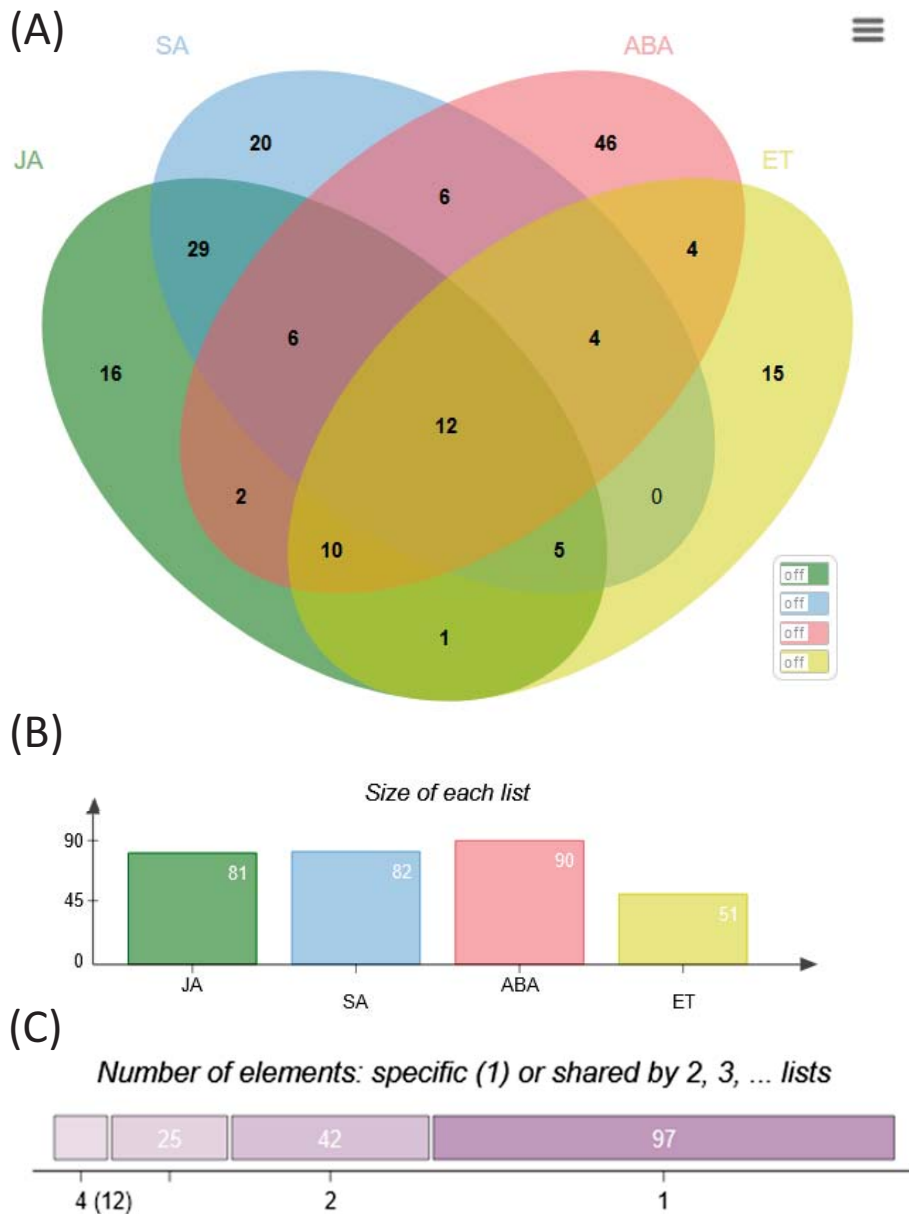 (A)
SA
ABA
JA
ET
20
46
6
29
4
6
4
16
15
12
2
0
10
5
1
off
off
off
off
(B)
Size of each list
90
45
0
81
82
90
51
JA
SA
ABA
ET
(C)
Number of elements: specific (1) or shared by 2, 3, ... lists
25
42
97
4 (12)
2
1